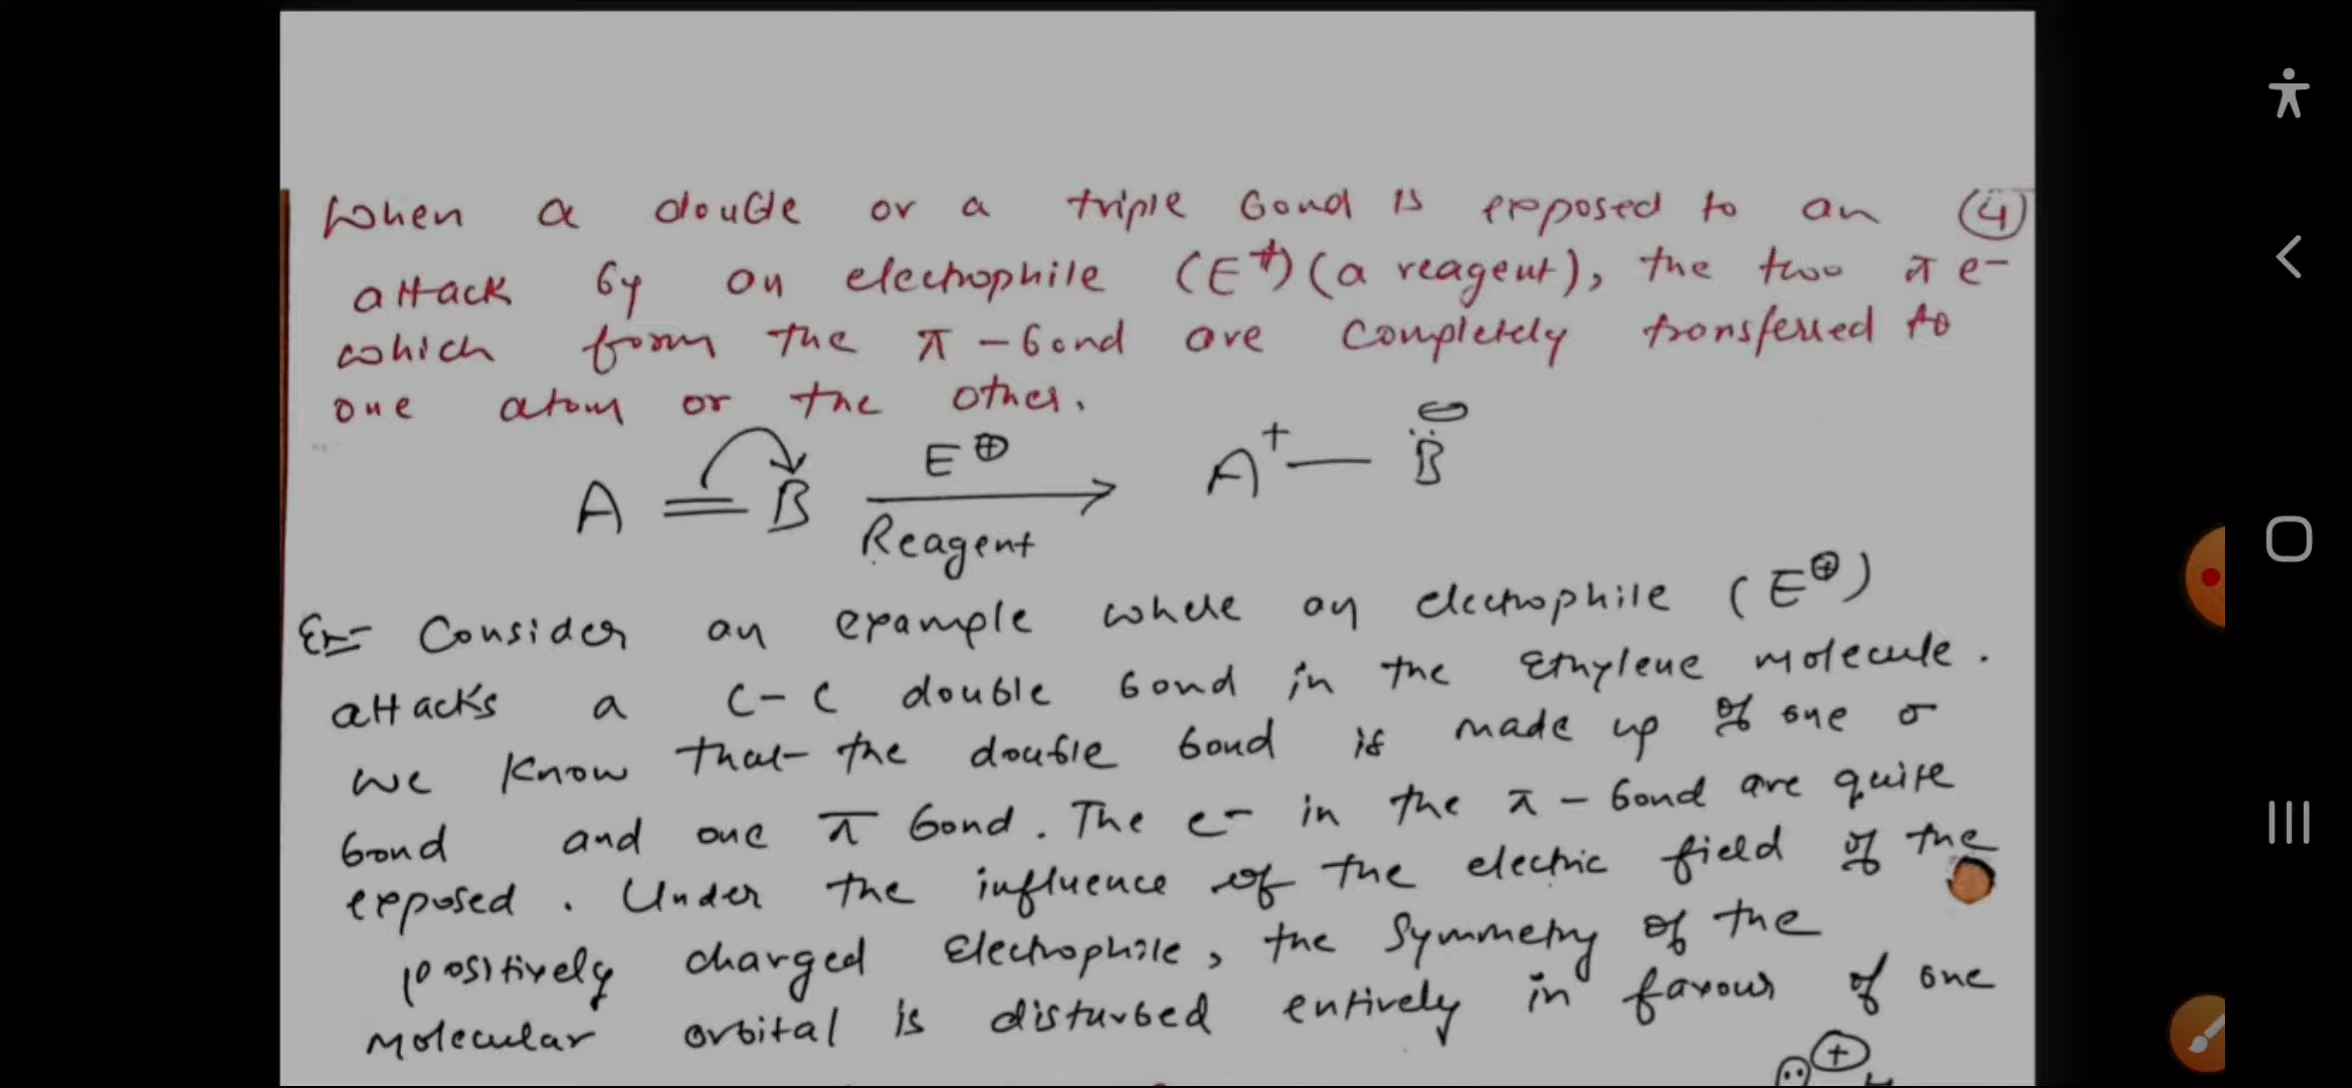 When a double or a triple bond is exposed to an (4)
attack by an electrophile (E+) (a reagent), the two π e-
which form the π-bond are completely transferred to
one atom or the other.
A = B E⊕ Reagent → A+ — B̈⊖
Ex- Consider an example where an electrophile (E⊕)
attacks a C-C double bond in the Ethylene molecule.
we know that the double bond is made up of one σ
bond and one π bond. The e- in the π-bond are quite
exposed. Under the influence of the electric field of the
positively charged Electrophile, the symmetry of the
molecular orbital is disturbed entirely in favour of one
+